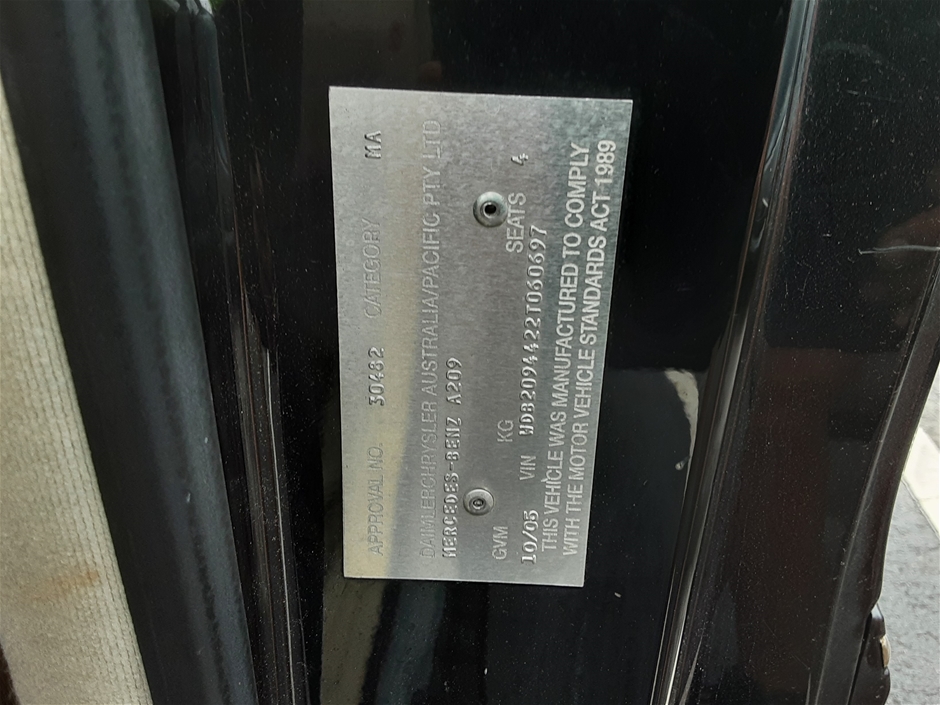 APPROVAL NO. 30482 CATEGORY MA
DAIMLERCHRYSLER AUSTRALIA/PACIFIC PTY LTD
MERCEDES-BENZ A209
GVM KG SEATS 4
10/05 VIN WDB2094422T060697
THIS VEHICLE WAS MANUFACTURED TO COMPLY
WITH THE MOTOR VEHICLE STANDARDS ACT 1989